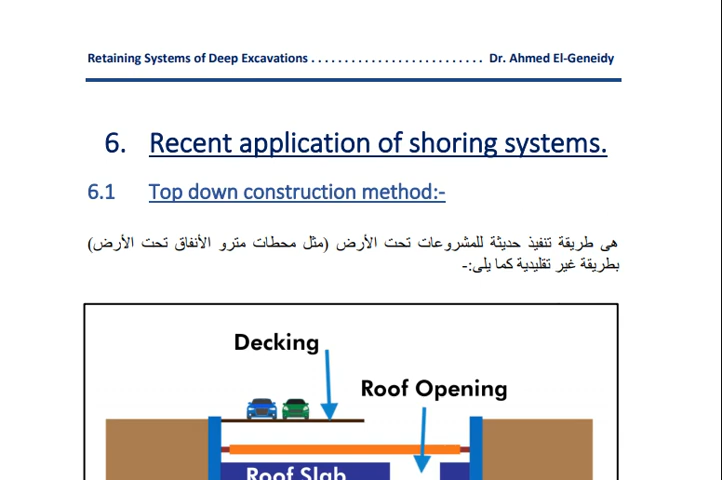 Retaining Systems of Deep Excavations . . . . . . . . . . . . . . . . . . . . . . . . . . Dr. Ahmed El-Geneidy
6. Recent application of shoring systems.
6.1 Top down construction method:-
هى طريقة تنفيذ حديثة للمشروعات تحت الأرض (مثل محطات مترو الأنفاق تحت الأرض)
بطريقة غير تقليدية كما يلى:-
Decking
Roof Opening
Roof Slab